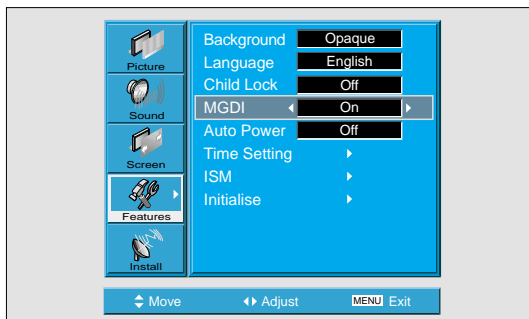 Picture
Sound
Screen
Features
Install
Background Opaque
Language English
Child Lock Off
MGDI On
Auto Power Off
Time Setting
ISM
Initialise
Move Adjust MENU Exit